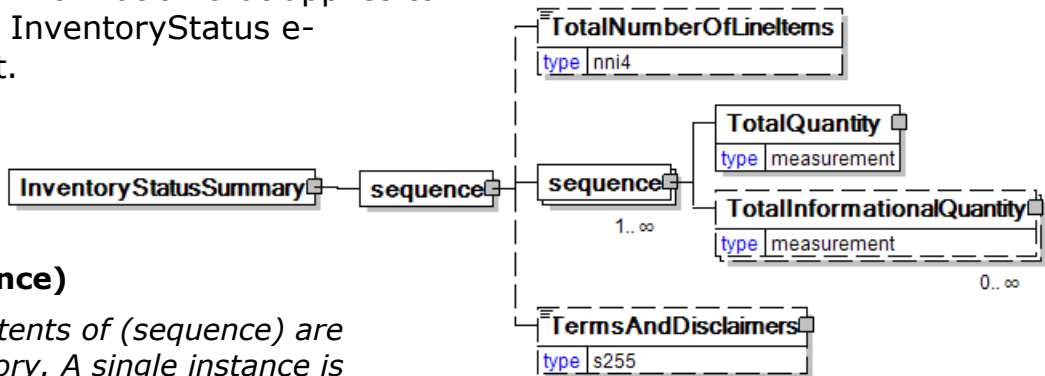 InventoryStatus e-
t.
TotalNumberOfLineItems
type nni4
TotalQuantity
type measurement
InventoryStatusSummary
sequence
sequence
1.. ∞
TotalInformationalQuantity
type measurement
0.. ∞
nce)
tents of (sequence) are
ory. A single instance is
TermsAndDisclaimers
type s255